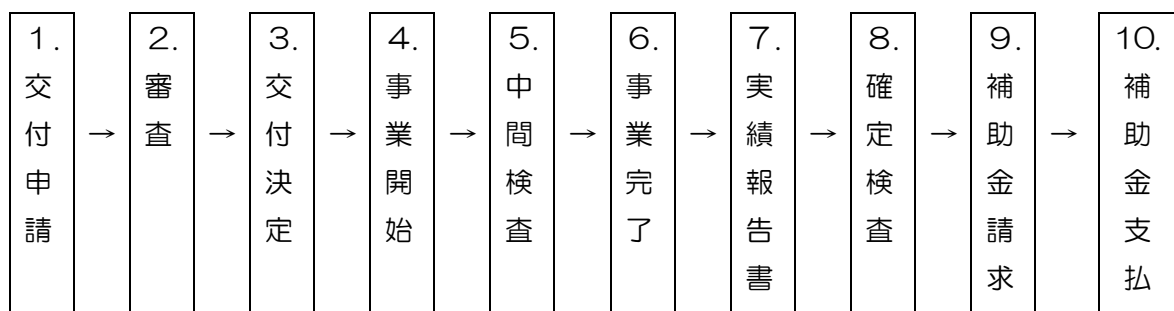 1.交付申請
→
2.審査
→
3.交付決定
→
4.事業開始
→
5.中間検査
→
6.事業完了
→
7.実績報告書
→
8.確定検査
→
9.補助金請求
→
10.補助金支払